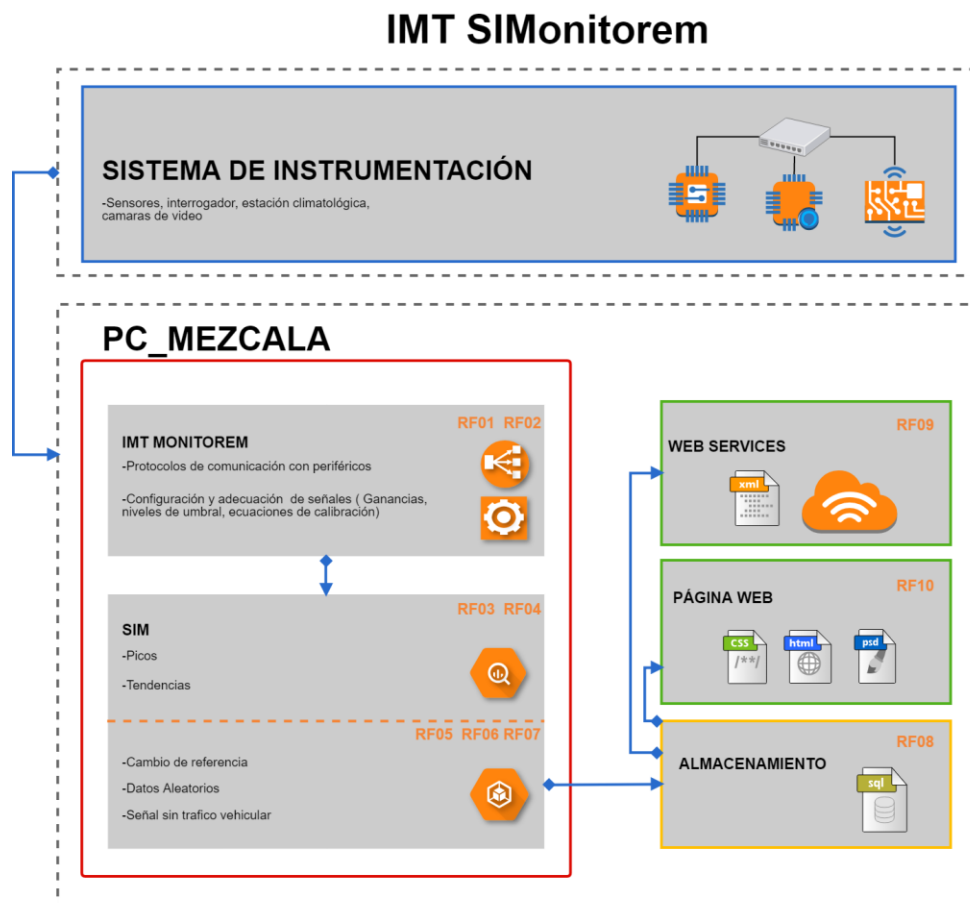 IMT SIMonitorem
SISTEMA DE INSTRUMENTACIÓN
-Sensores, interrogador, estación climatológica,
camaras de video
PC_MEZCALA
RF01 RF02
IMT MONITOREM
-Protocolos de comunicación con periféricos
-Configuración y adecuación de señales ( Ganancias,
niveles de umbral, ecuaciones de calibración)
RF03 RF04
SIM
-Picos
-Tendencias
RF05 RF06 RF07
-Cambio de referencia
-Datos Aleatorios
-Señal sin trafico vehicular
RF09
WEB SERVICES
xml
RF10
PÁGINA WEB
CSS
/**/
html
psd
RF08
ALMACENAMIENTO
sql